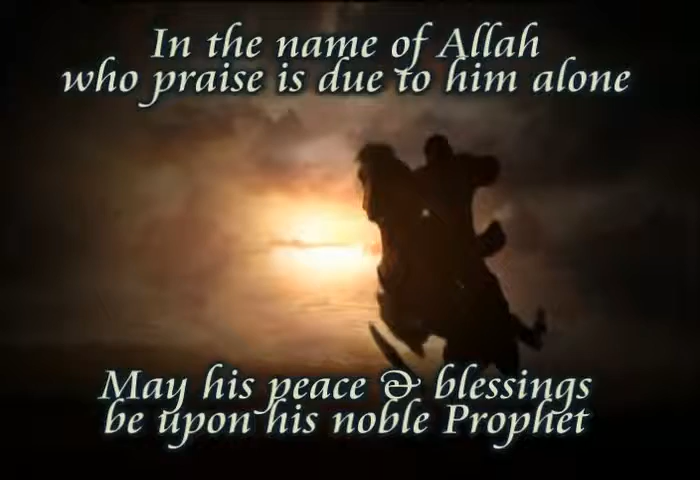 In the name of Allah
who praise is due to him alone
May his peace & blessings
be upon his noble Prophet